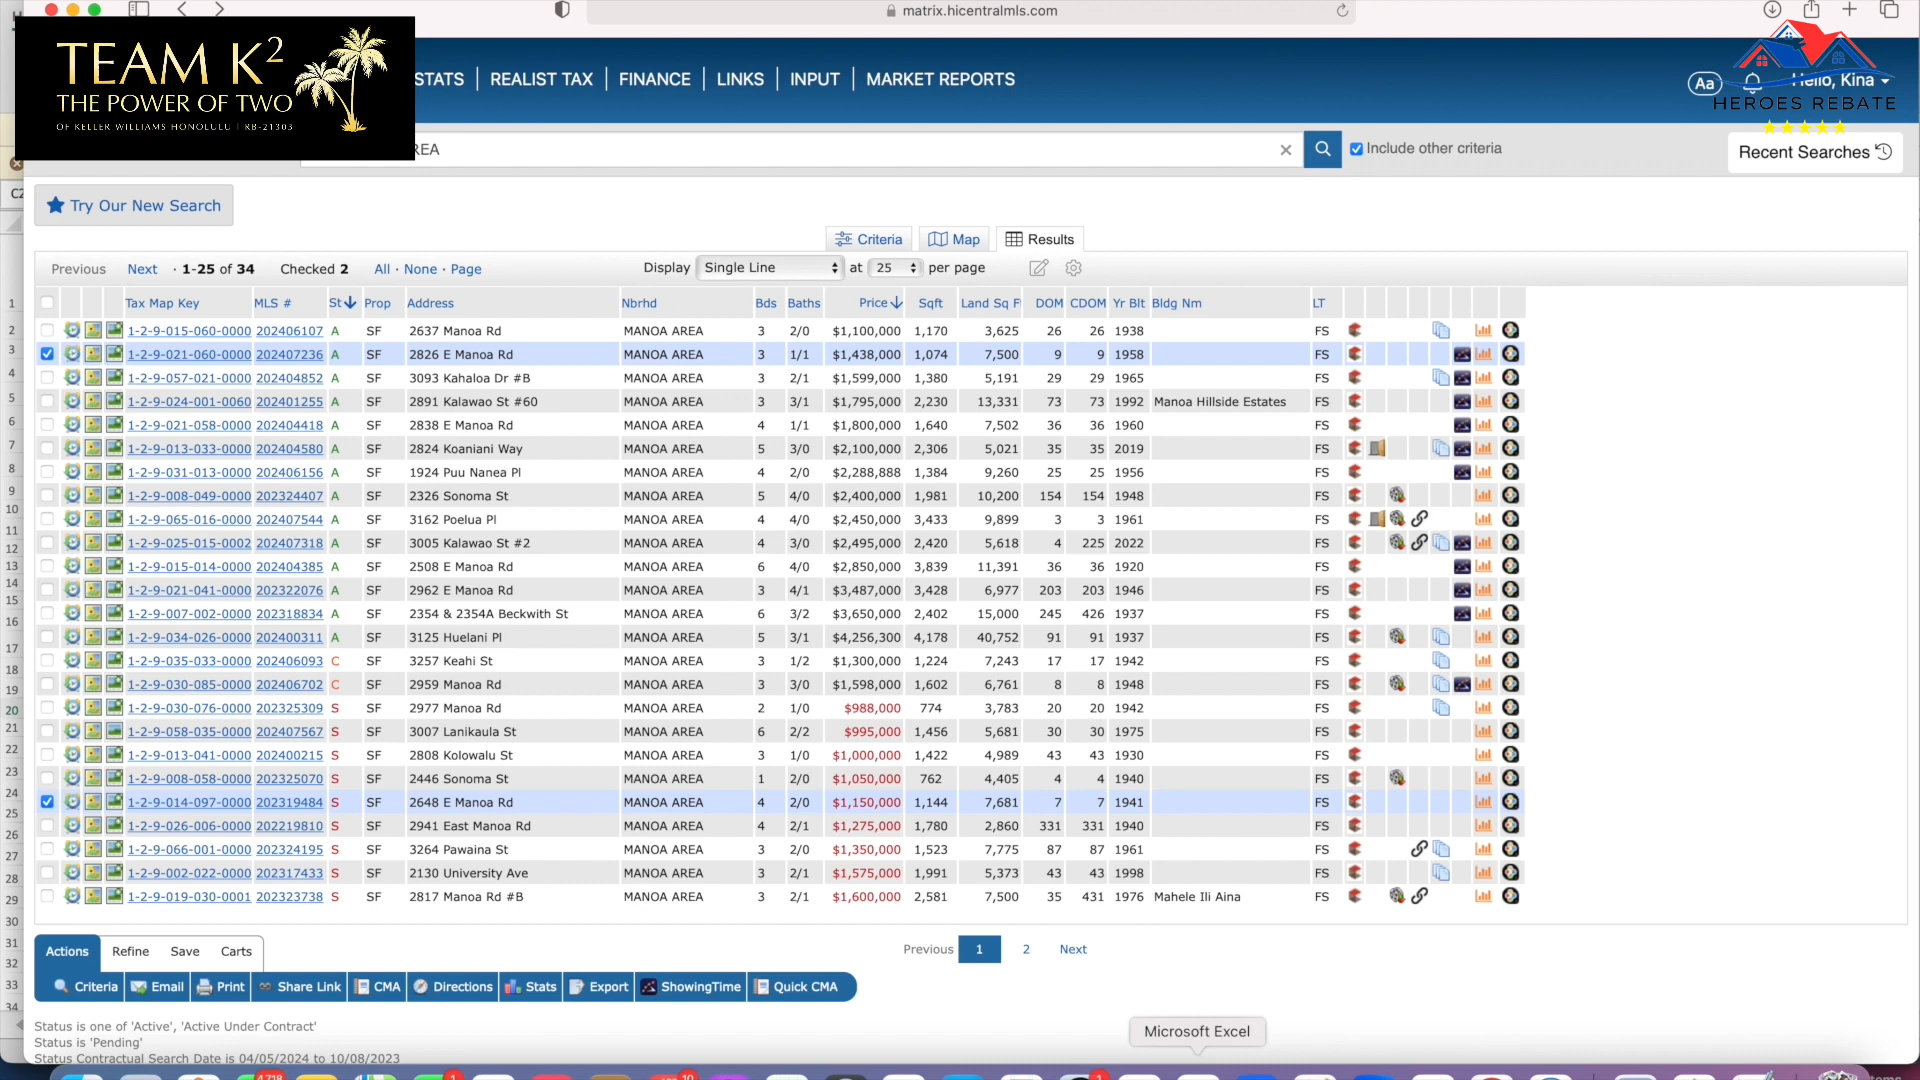 matrix.hicentralmls.com
TEAM K²
THE POWER OF TWO
OF KELLER WILLIAMS HONOLULU | RB-21303
STATS | REALIST TAX | FINANCE | LINKS | INPUT | MARKET REPORTS
Aa Hello, Kina
HEROES REBATE
REA Include other criteria
Recent Searches
Try Our New Search
Criteria Map Results
Previous Next · 1-25 of 34 Checked 2 All · None · Page Display Single Line at 25 per page
Tax Map Key MLS # St Prop Address Nbrhd Bds Baths Price Sqft Land Sq F DOM CDOM Yr Blt Bldg Nm LT
1-2-9-015-060-0000 202406107 A SF 2637 Manoa Rd MANOA AREA 3 2/0 $1,100,000 1,170 3,625 26 26 1938 FS
1-2-9-021-060-0000 202407236 A SF 2826 E Manoa Rd MANOA AREA 3 1/1 $1,438,000 1,074 7,500 9 9 1958 FS
1-2-9-057-021-0000 202404852 A SF 3093 Kahaloa Dr #B MANOA AREA 3 2/1 $1,599,000 1,380 5,191 29 29 1965 FS
1-2-9-024-001-0060 202401255 A SF 2891 Kalawao St #60 MANOA AREA 3 3/1 $1,795,000 2,230 13,331 73 73 1992 Manoa Hillside Estates FS
1-2-9-021-058-0000 202404418 A SF 2838 E Manoa Rd MANOA AREA 4 1/1 $1,800,000 1,640 7,502 36 36 1960 FS
1-2-9-013-033-0000 202404580 A SF 2824 Koaniani Way MANOA AREA 5 3/0 $2,100,000 2,306 5,021 35 35 2019 FS
1-2-9-031-013-0000 202406156 A SF 1924 Puu Nanea Pl MANOA AREA 4 2/0 $2,288,888 1,384 9,260 25 25 1956 FS
1-2-9-008-049-0000 202324407 A SF 2326 Sonoma St MANOA AREA 5 4/0 $2,400,000 1,981 10,200 154 154 1948 FS
1-2-9-065-016-0000 202407544 A SF 3162 Poelua Pl MANOA AREA 4 4/0 $2,450,000 3,433 9,899 3 3 1961 FS
1-2-9-025-015-0002 202407318 A SF 3005 Kalawao St #2 MANOA AREA 4 3/0 $2,495,000 2,420 5,618 4 225 2022 FS
1-2-9-015-014-0000 202404385 A SF 2508 E Manoa Rd MANOA AREA 6 4/0 $2,850,000 3,839 11,391 36 36 1920 FS
1-2-9-021-041-0000 202322076 A SF 2962 E Manoa Rd MANOA AREA 3 4/1 $3,487,000 3,428 6,977 203 203 1946 FS
1-2-9-007-002-0000 202318834 A SF 2354 & 2354A Beckwith St MANOA AREA 6 3/2 $3,650,000 2,402 15,000 245 426 1937 FS
1-2-9-034-026-0000 202400311 A SF 3125 Huelani Pl MANOA AREA 5 3/1 $4,256,300 4,178 40,752 91 91 1937 FS
1-2-9-035-033-0000 202406093 C SF 3257 Keahi St MANOA AREA 3 1/2 $1,300,000 1,224 7,243 17 17 1942 FS
1-2-9-030-085-0000 202406702 C SF 2959 Manoa Rd MANOA AREA 3 3/0 $1,598,000 1,602 6,761 8 8 1948 FS
1-2-9-030-076-0000 202325309 S SF 2977 Manoa Rd MANOA AREA 2 1/0 $988,000 774 3,783 20 20 1942 FS
1-2-9-058-035-0000 202407567 S SF 3007 Lanikaula St MANOA AREA 6 2/2 $995,000 1,456 5,681 30 30 1975 FS
1-2-9-013-041-0000 202400215 S SF 2808 Kolowalu St MANOA AREA 3 1/0 $1,000,000 1,422 4,989 43 43 1930 FS
1-2-9-008-058-0000 202325070 S SF 2446 Sonoma St MANOA AREA 1 2/0 $1,050,000 762 4,405 4 4 1940 FS
1-2-9-014-097-0000 202319484 S SF 2648 E Manoa Rd MANOA AREA 4 2/0 $1,150,000 1,144 7,681 7 7 1941 FS
1-2-9-026-006-0000 202219810 S SF 2941 East Manoa Rd MANOA AREA 4 2/1 $1,275,000 1,780 2,860 331 331 1940 FS
1-2-9-066-001-0000 202324195 S SF 3264 Pawaina St MANOA AREA 3 2/0 $1,350,000 1,523 7,775 87 87 1961 FS
1-2-9-002-022-0000 202317433 S SF 2130 University Ave MANOA AREA 3 2/1 $1,575,000 1,991 5,373 43 43 1998 FS
1-2-9-019-030-0001 202323738 S SF 2817 Manoa Rd #B MANOA AREA 3 2/1 $1,600,000 2,581 7,500 35 431 1976 Mahele Ili Aina FS
Actions Refine Save Carts Previous 1 2 Next
Criteria Email Print Share Link CMA Directions Stats Export ShowingTime Quick CMA
Status is one of 'Active', 'Active Under Contract'
Status is 'Pending'
Status Contractual Search Date is 04/05/2024 to 10/08/2023
Microsoft Excel